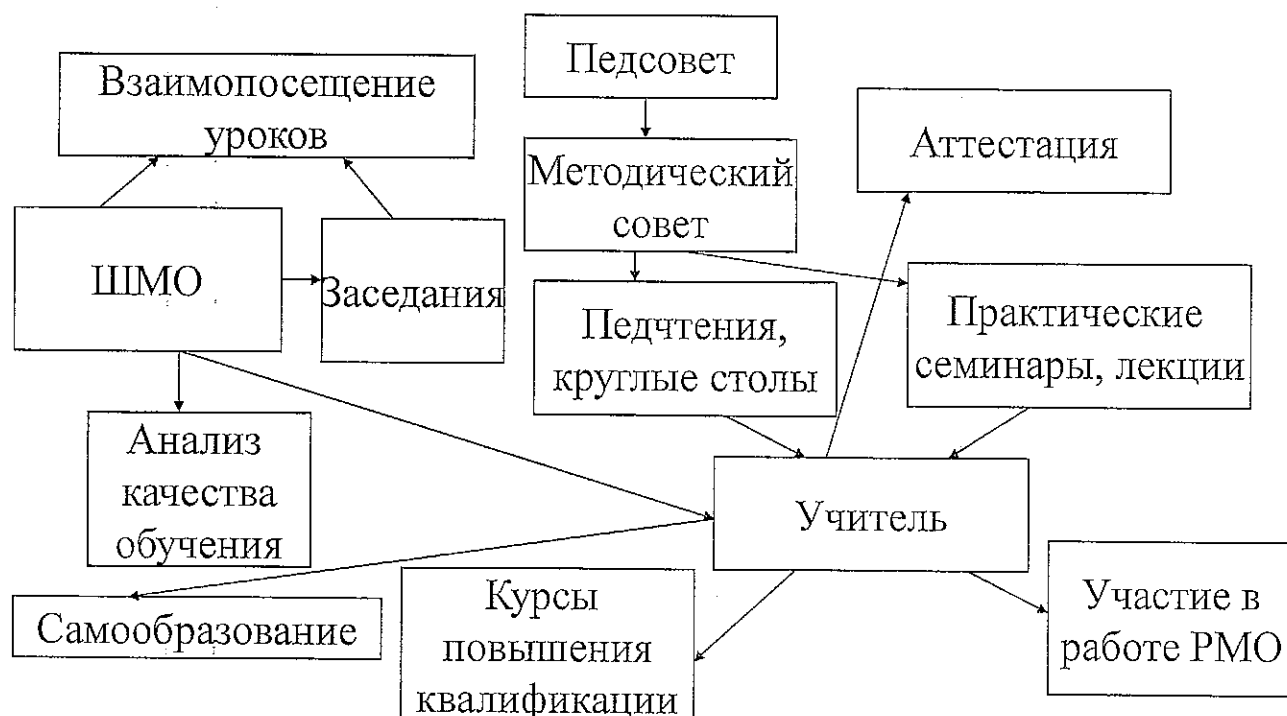 Педсовет
Взаимопосещение
уроков
Аттестация
Методический
совет
ШМО
Заседания
Педчтения,
круглые столы
Практические
семинары, лекции
Анализ
качества
обучения
Учитель
Самообразование
Курсы
повышения
квалификации
Участие в
работе РМО